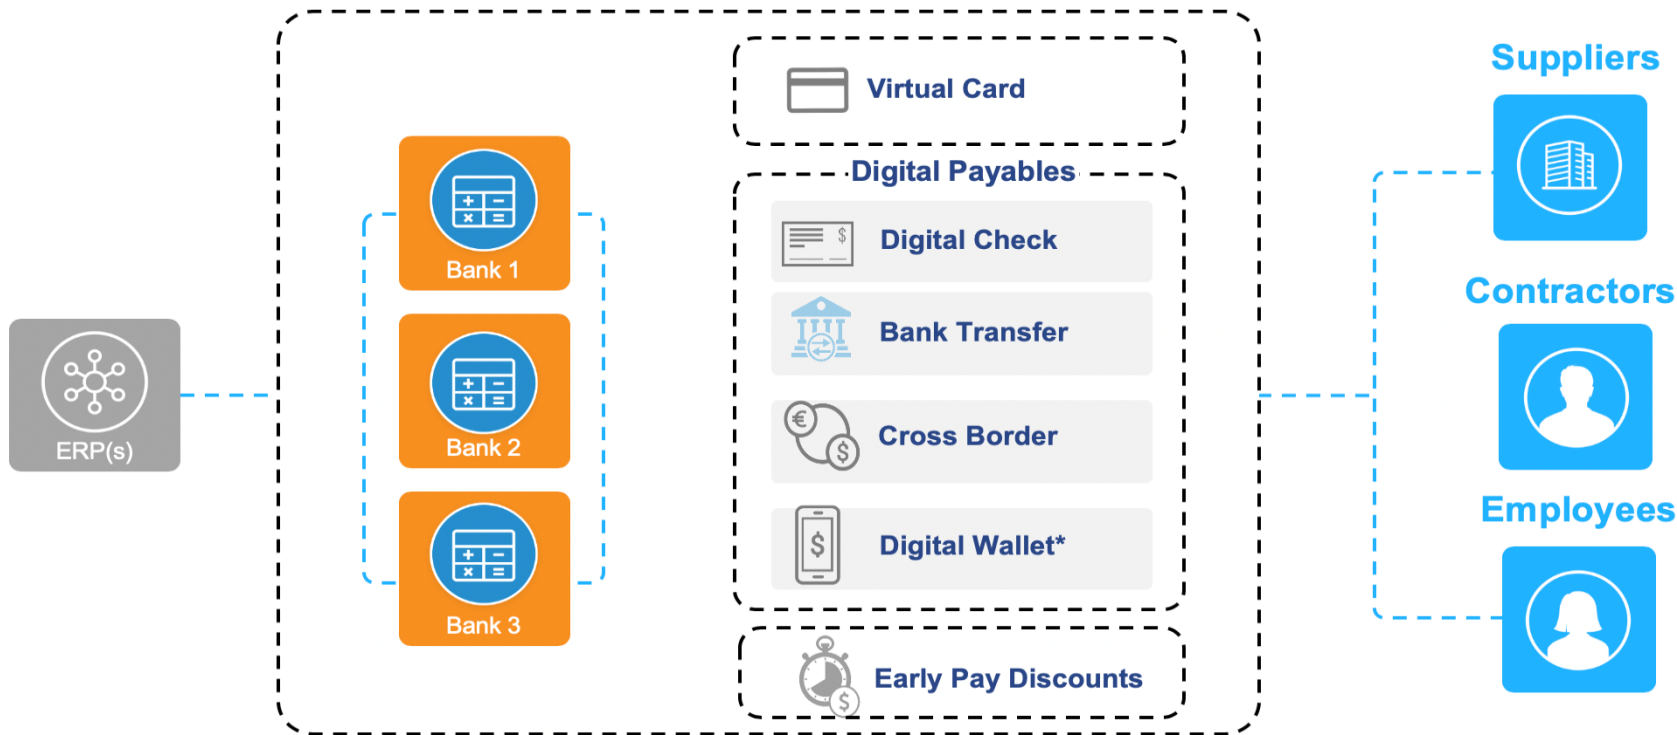 ERP(s)
Bank 1
Bank 2
Bank 3
Virtual Card
Digital Payables
Digital Check
Bank Transfer
Cross Border
Digital Wallet*
Early Pay Discounts
Suppliers
Contractors
Employees